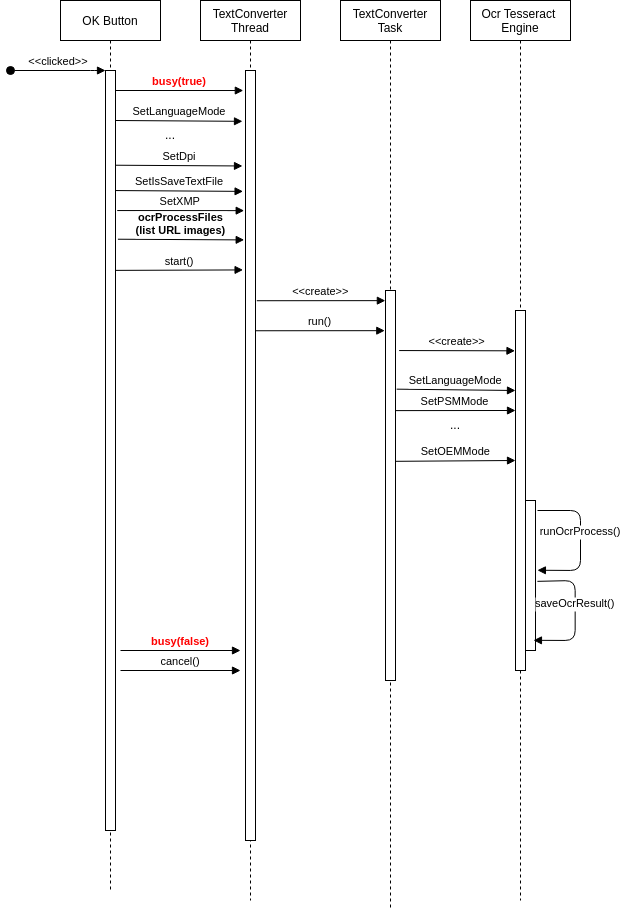 OK Button
TextConverter
Thread
TextConverter
Task
Ocr Tesseract
Engine
<<clicked>>
busy(true)
SetLanguageMode
...
SetDpi
SetIsSaveTextFile
SetXMP
ocrProcessFiles
(list URL images)
start()
<<create>>
run()
<<create>>
SetLanguageMode
SetPSMMode
...
SetOEMMode
runOcrProcess()
saveOcrResult()
busy(false)
cancel()